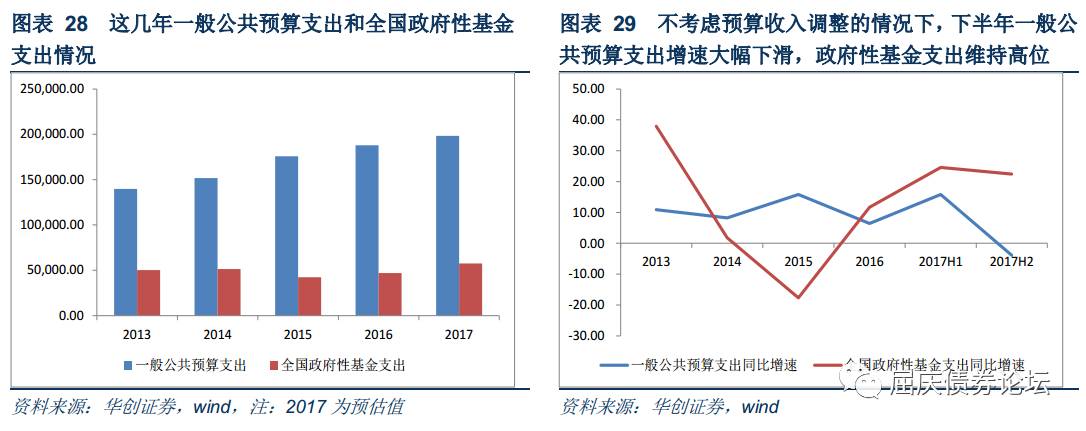 图表 28 这几年一般公共预算支出和全国政府性基金
支出情况
250,000.00
200,000.00
150,000.00
100,000.00
50,000.00
0.00
2013
2014
2015
2016
2017
一般公共预算支出
全国政府性基金支出
资料来源：华创证券，wind，注：2017 为预估值
图表 29 不考虑预算收入调整的情况下，下半年一般公
共预算支出增速大幅下滑，政府性基金支出维持高位
50.00
40.00
30.00
20.00
10.00
0.00
-10.00
-20.00
-30.00
2013
2014
2015
2016
2017H1
2017H2
一般公共预算支出同比增速
全国政府性基金支出同比增速
资料来源：华创证券，wind
屈庆债券论坛